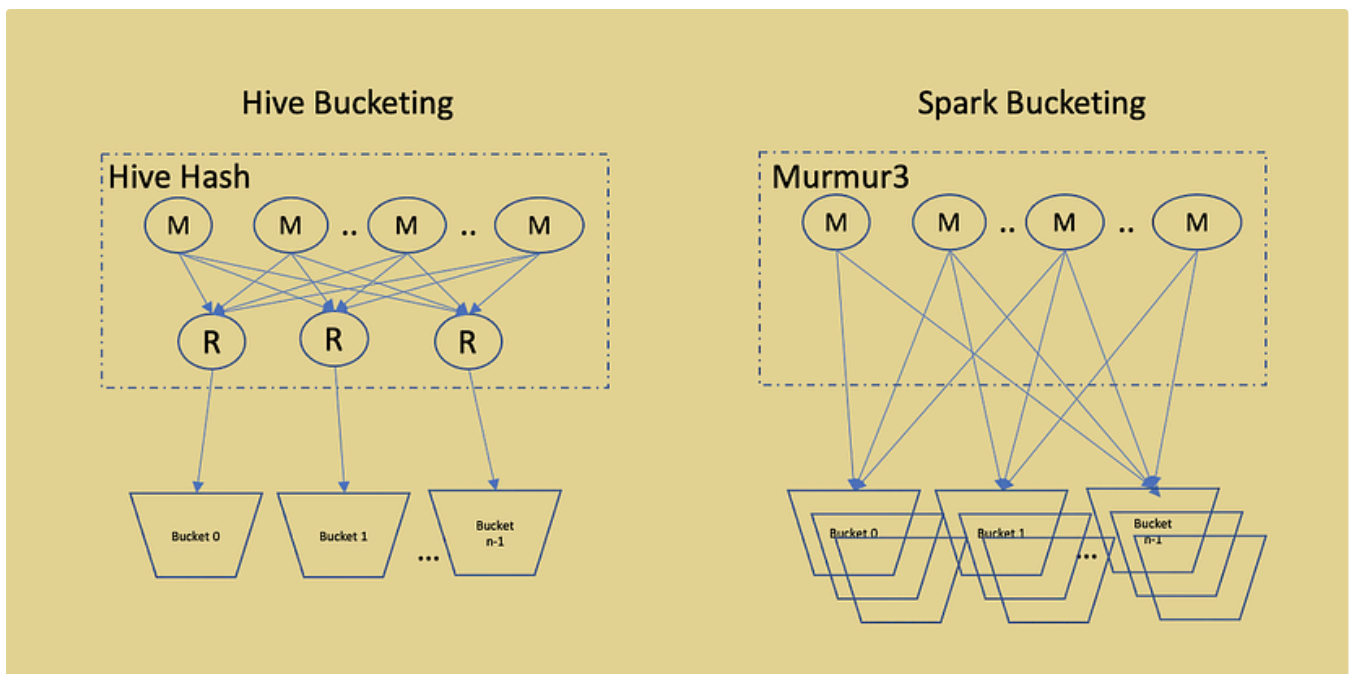 Hive Bucketing
Hive Hash
M M .. M .. M
R R R
Bucket 0
Bucket 1
...
Bucket
n-1
Spark Bucketing
Murmur3
M M .. M .. M
Bucket 0
Bucket 1
...
Bucket
n-1